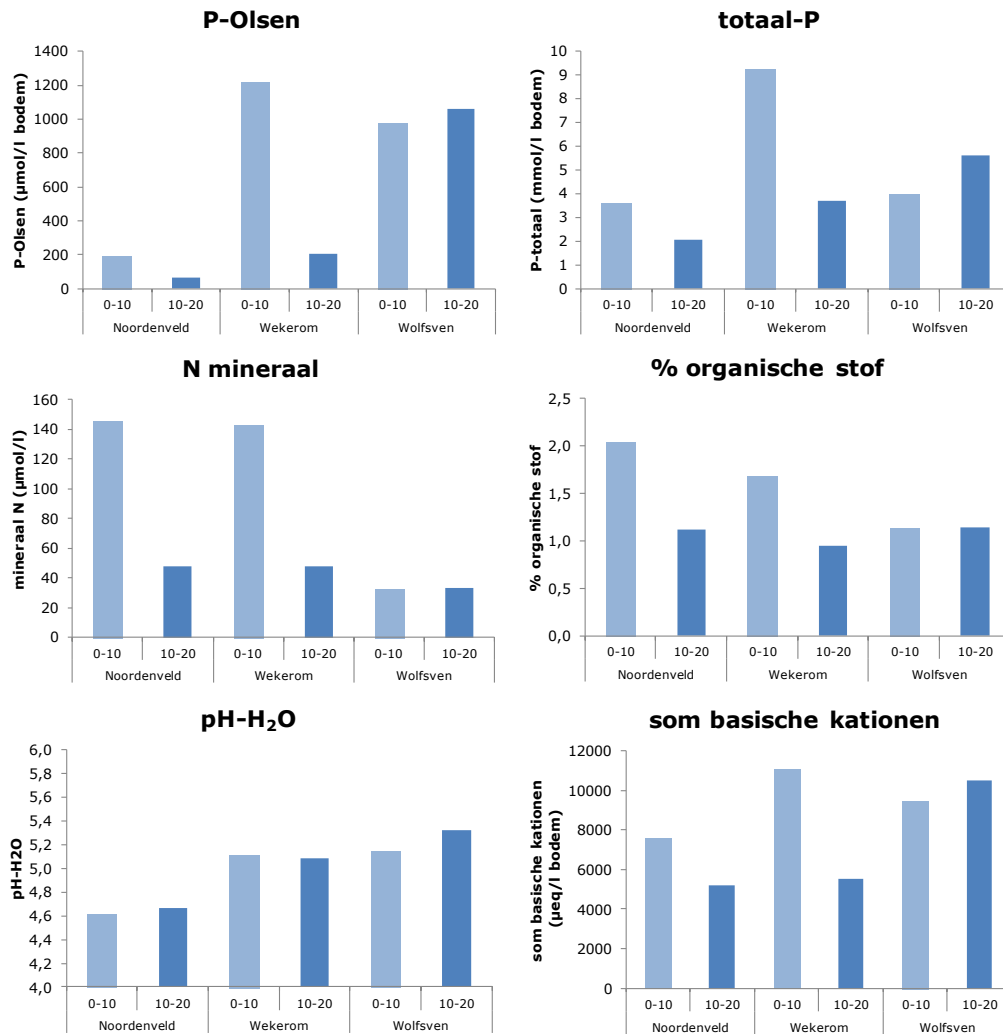 P-Olsen
P-Olsen (µmol/l bodem)
1400
1200
1000
800
600
400
200
0
0-10 10-20 0-10 10-20 0-10 10-20
Noordenveld Wekerom Wolfsven
totaal-P
P-totaal (mmol/l bodem)
10
9
8
7
6
5
4
3
2
1
0
0-10 10-20 0-10 10-20 0-10 10-20
Noordenveld Wekerom Wolfsven
N mineraal
mineraal N (µmol/l)
160
140
120
100
80
60
40
20
0
0-10 10-20 0-10 10-20 0-10 10-20
Noordenveld Wekerom Wolfsven
% organische stof
% organische stof
2,5
2,0
1,5
1,0
0,5
0,0
0-10 10-20 0-10 10-20 0-10 10-20
Noordenveld Wekerom Wolfsven
pH-H₂O
pH-H2O
6,0
5,8
5,6
5,4
5,2
5,0
4,8
4,6
4,4
4,2
4,0
0-10 10-20 0-10 10-20 0-10 10-20
Noordenveld Wekerom Wolfsven
som basische kationen
som basische kationen
(µeq/l bodem)
12000
10000
8000
6000
4000
2000
0
0-10 10-20 0-10 10-20 0-10 10-20
Noordenveld Wekerom Wolfsven